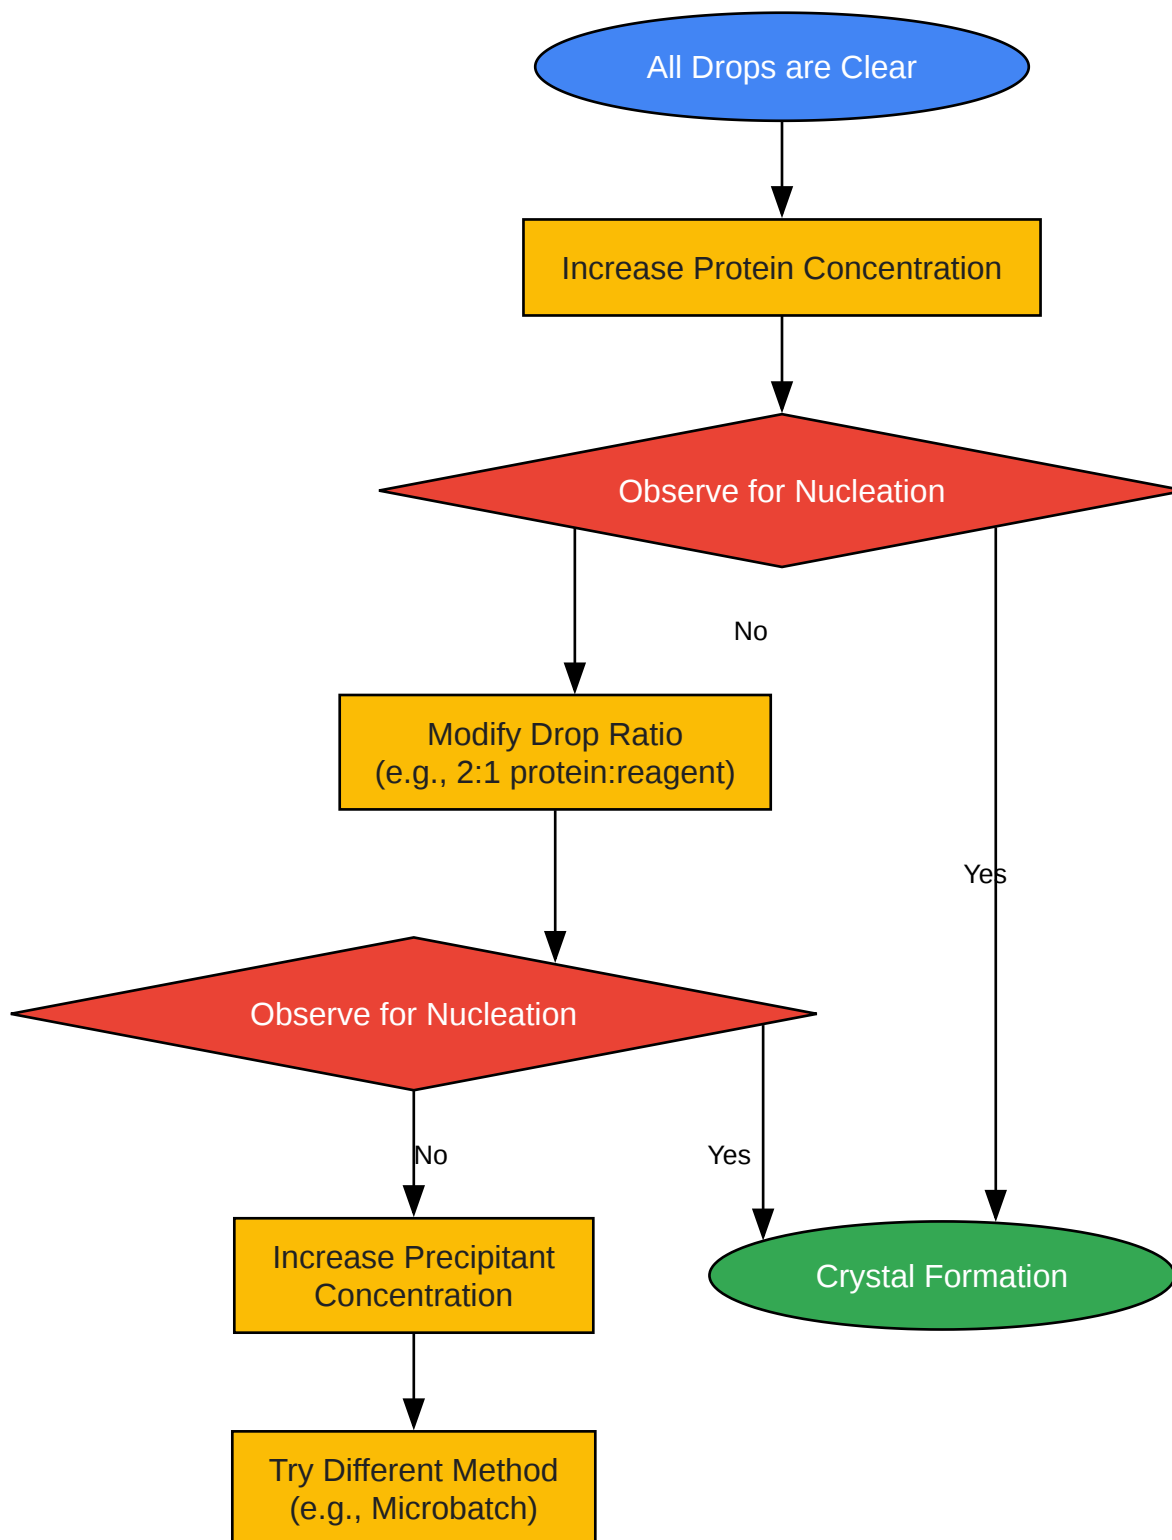 All Drops are Clear
Increase Protein Concentration
Observe for Nucleation
No
Modify Drop Ratio
(e.g., 2:1 protein:reagent)
Yes
Observe for Nucleation
No
Yes
Increase Precipitant
Concentration
Crystal Formation
Try Different Method
(e.g., Microbatch)